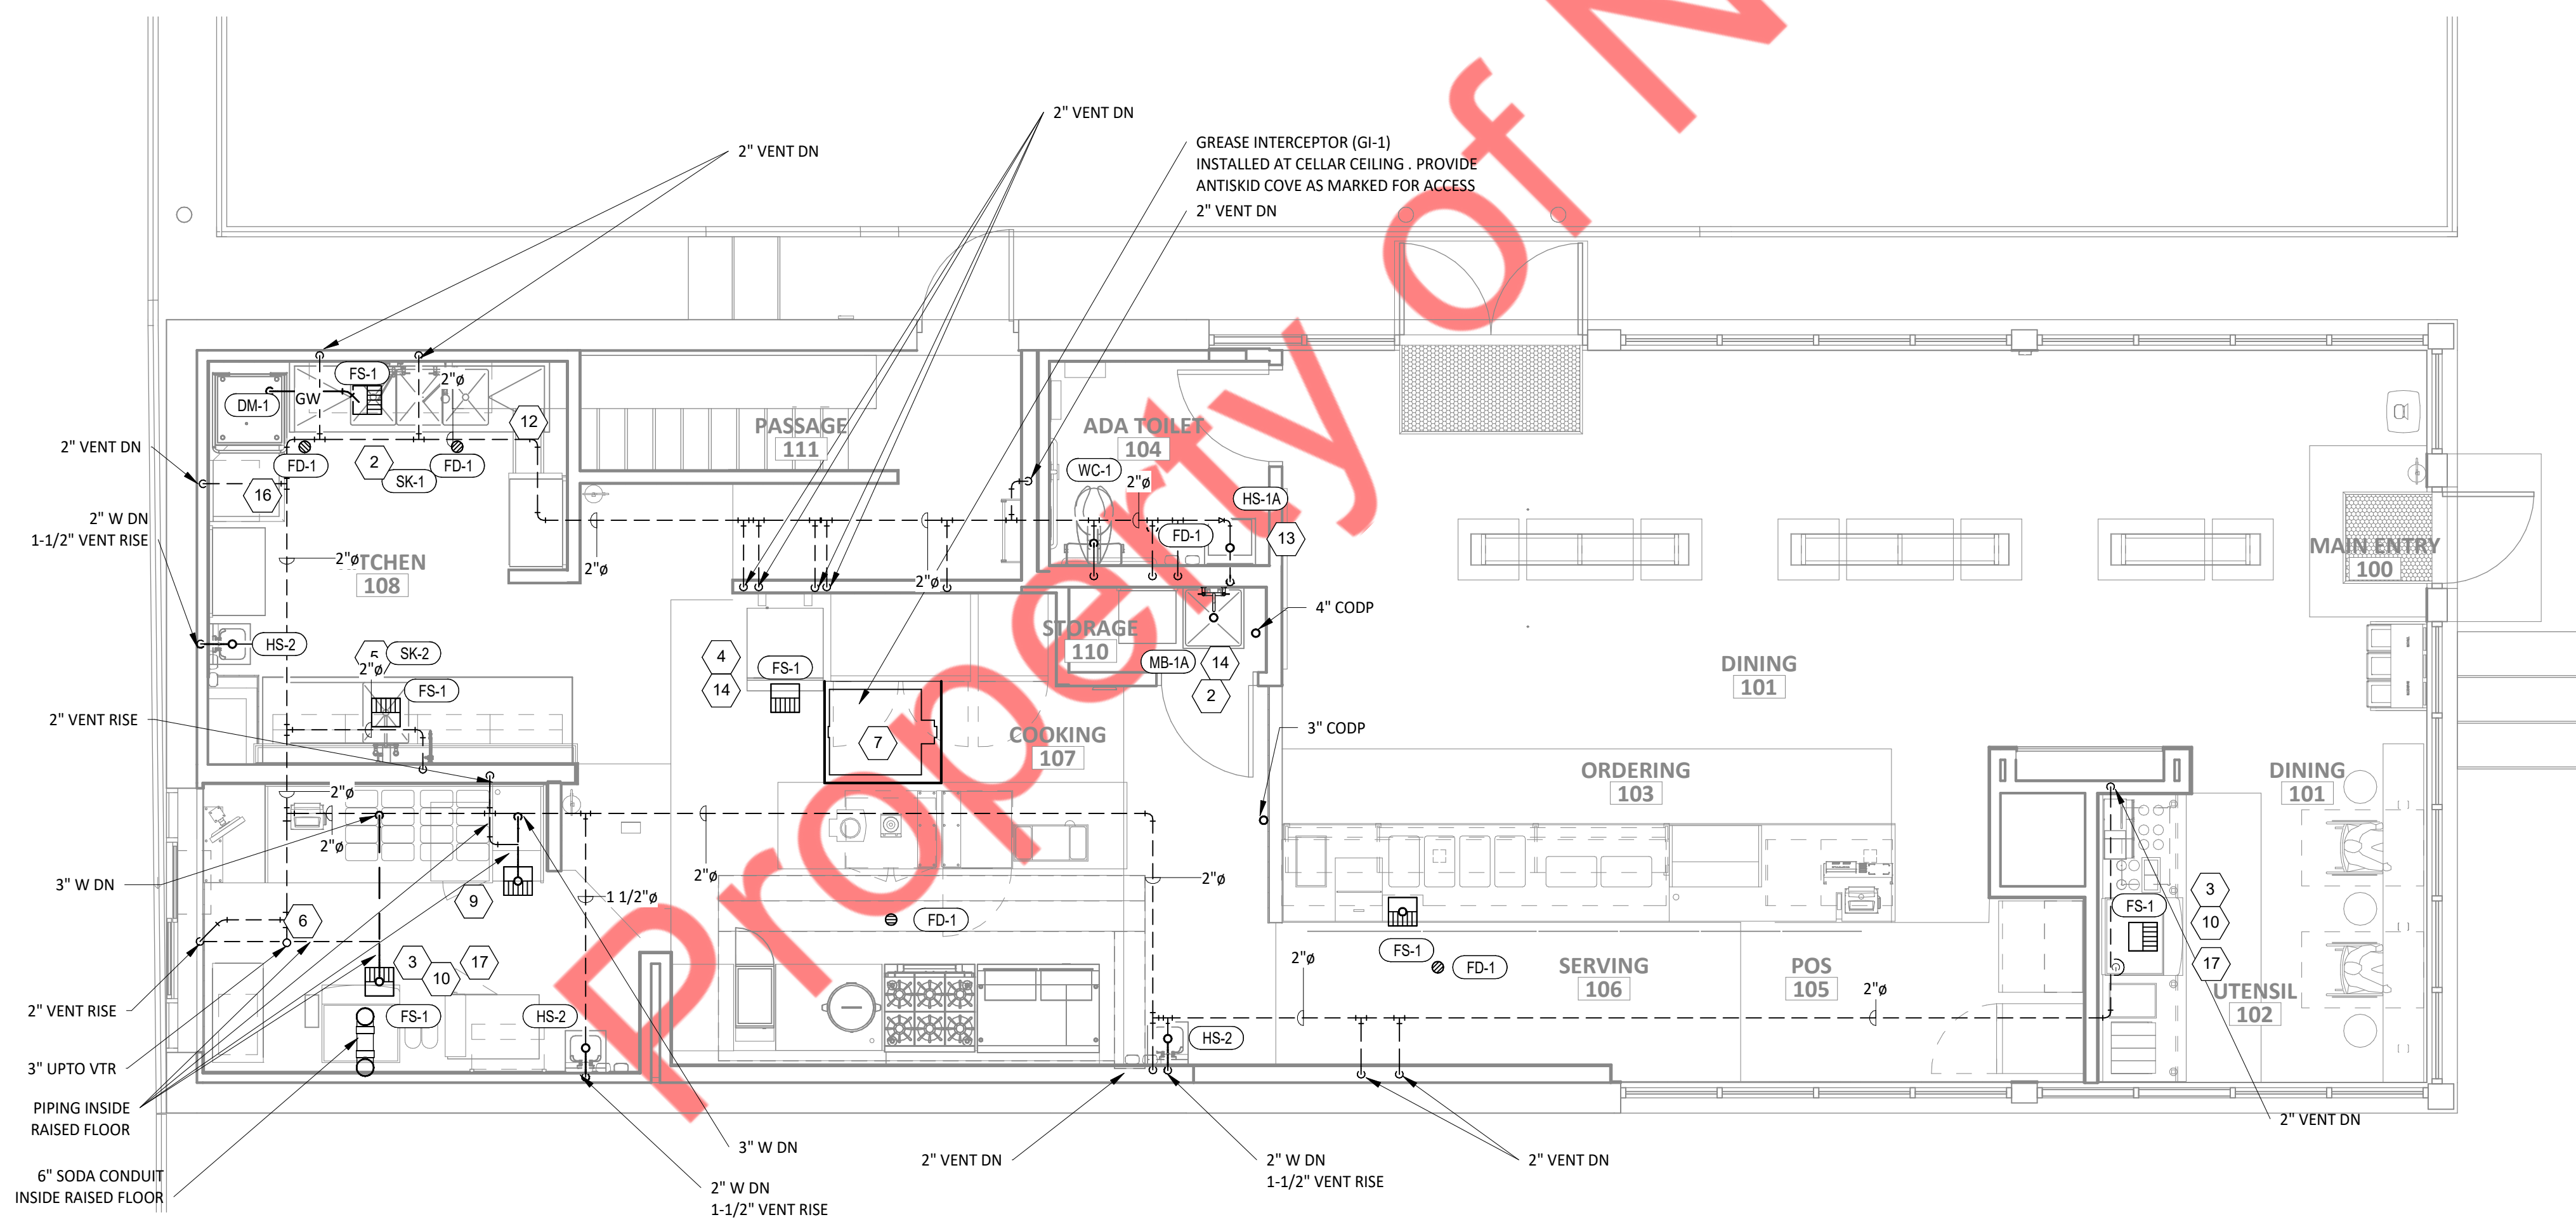 Property of
2" VENT DN
2" VENT DN
GREASE INTERCEPTOR (GI-1)
INSTALLED AT CELLAR CEILING . PROVIDE
ANTISKID COVE AS MARKED FOR ACCESS
2" VENT DN
FS-1
2"ø
DM-1
GW
12
PASSAGE
111
ADA TOILET
104
2" VENT DN
FD-1
2
FD-1
SK-1
WC-1
2"ø
16
HS-1A
2" W DN
1-1/2" VENT RISE
FD-1
13
MAIN ENTRY
100
2"ø
TCHEN
108
2"ø
2"ø
4" CODP
STORAGE
110
HS-2
5
SK-2
2"ø
4
FS-1
14
MB-1A
14
2
DINING
101
FS-1
2" VENT RISE
7
COOKING
107
3" CODP
ORDERING
103
DINING
101
2"ø
2"ø
2"ø
2"ø
3" W DN
9
1 1/2"ø
3
FS-1
10
6
FD-1
FS-1
FD-1
3
10
17
2"ø
SERVING
106
POS
105
17
UTENSIL
102
2"ø
2" VENT RISE
FS-1
HS-2
HS-2
3" UPTO VTR
PIPING INSIDE
RAISED FLOOR
2" VENT DN
3" W DN
2" VENT DN
2" W DN
1-1/2" VENT RISE
2" VENT DN
6" SODA CONDUIT
INSIDE RAISED FLOOR
2" W DN
1-1/2" VENT RISE